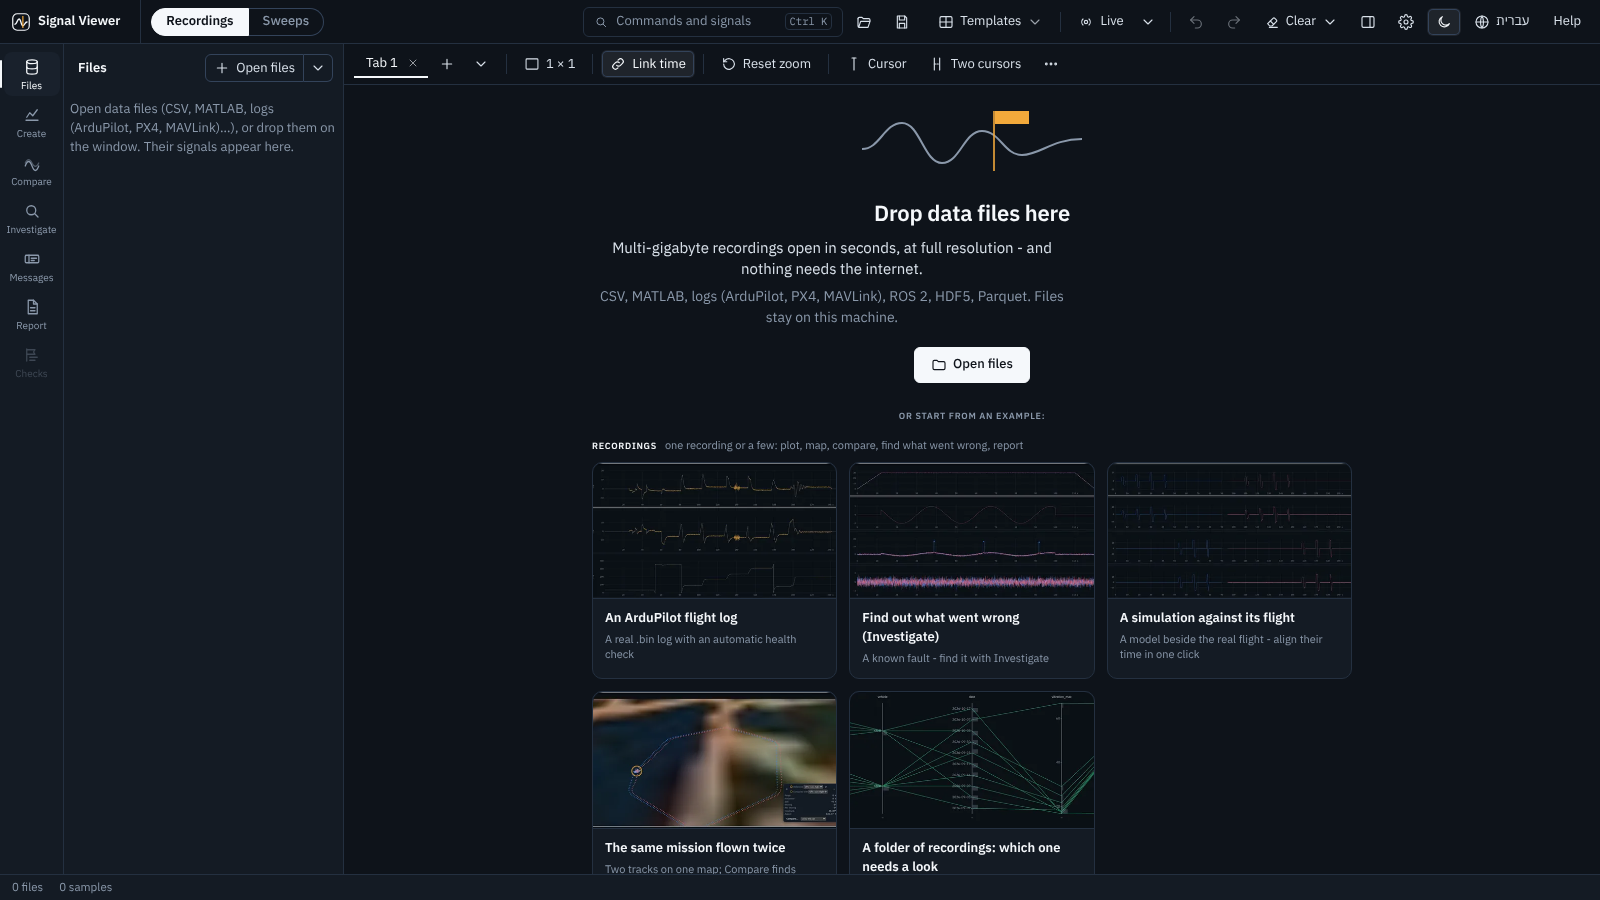 Signal Viewer
Recordings
Sweeps
Commands and signals
Ctrl K
Templates
Live
Clear
עברית
Help
Files
Create
Compare
Investigate
Messages
Report
Checks
Files
Open files
Open data files (CSV, MATLAB, logs
(ArduPilot, PX4, MAVLink)...), or drop them on
the window. Their signals appear here.
Tab 1
1 × 1
Link time
Reset zoom
Cursor
Two cursors
Drop data files here
Multi-gigabyte recordings open in seconds, at full resolution - and
nothing needs the internet.
CSV, MATLAB, logs (ArduPilot, PX4, MAVLink), ROS 2, HDF5, Parquet. Files
stay on this machine.
Open files
OR START FROM AN EXAMPLE:
RECORDINGS one recording or a few: plot, map, compare, find what went wrong, report
An ArduPilot flight log
A real .bin log with an automatic health
check
Find out what went wrong
(Investigate)
A known fault - find it with Investigate
A simulation against its flight
A model beside the real flight - align their
time in one click
The same mission flown twice
Two tracks on one map; Compare finds
A folder of recordings: which one
needs a look
0 files
0 samples